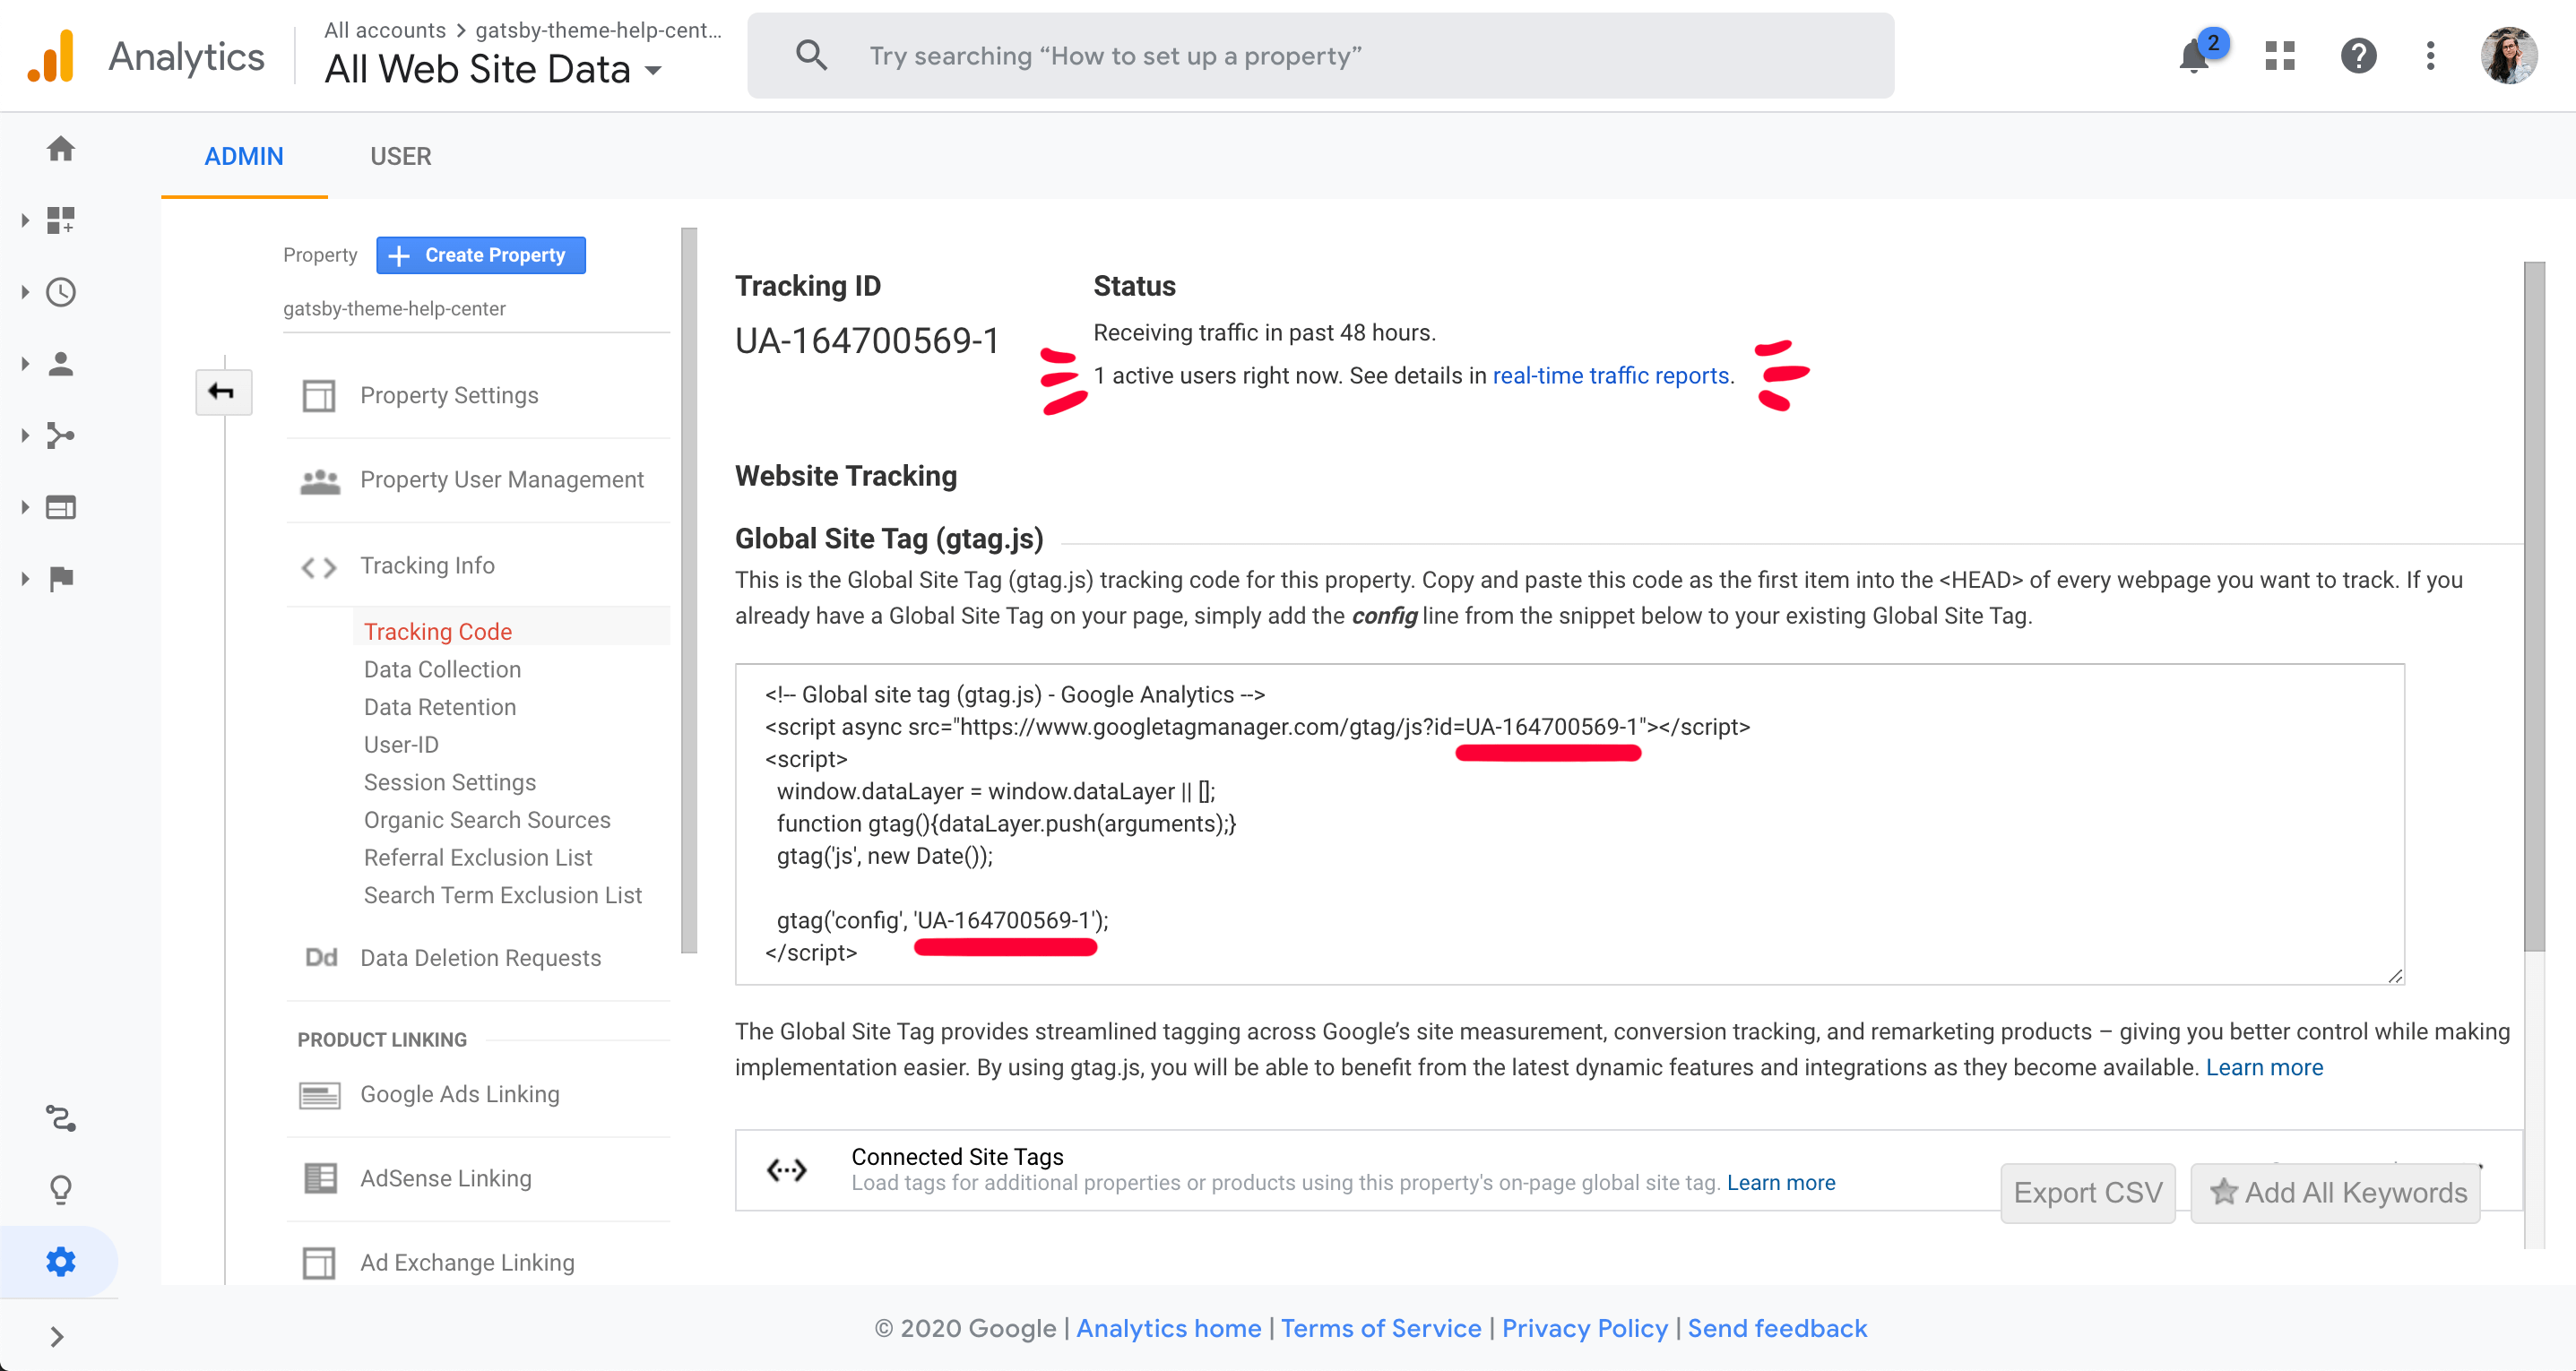 Analytics
All accounts > gatsby-theme-help-cent...
All Web Site Data
Try searching “How to set up a property”
2
ADMIN
USER
Property
Create Property
gatsby-theme-help-center
Property Settings
Property User Management
Tracking Info
Tracking Code
Data Collection
Data Retention
User-ID
Session Settings
Organic Search Sources
Referral Exclusion List
Search Term Exclusion List
Dd Data Deletion Requests
PRODUCT LINKING
Google Ads Linking
AdSense Linking
Ad Exchange Linking
Tracking ID
UA-164700569-1
Status
Receiving traffic in past 48 hours.
1 active users right now. See details in real-time traffic reports.
Website Tracking
Global Site Tag (gtag.js)
This is the Global Site Tag (gtag.js) tracking code for this property. Copy and paste this code as the first item into the <HEAD> of every webpage you want to track. If you
already have a Global Site Tag on your page, simply add the config line from the snippet below to your existing Global Site Tag.
<!-- Global site tag (gtag.js) - Google Analytics -->
<script async src="https://www.googletagmanager.com/gtag/js?id=UA-164700569-1"></script>
<script>
window.dataLayer = window.dataLayer || [];
function gtag(){dataLayer.push(arguments);}
gtag('js', new Date());
gtag('config', 'UA-164700569-1');
</script>
The Global Site Tag provides streamlined tagging across Google’s site measurement, conversion tracking, and remarketing products – giving you better control while making
implementation easier. By using gtag.js, you will be able to benefit from the latest dynamic features and integrations as they become available. Learn more
Connected Site Tags
Load tags for additional properties or products using this property's on-page global site tag. Learn more
Export CSV
Add All Keywords
© 2020 Google | Analytics home | Terms of Service | Privacy Policy | Send feedback